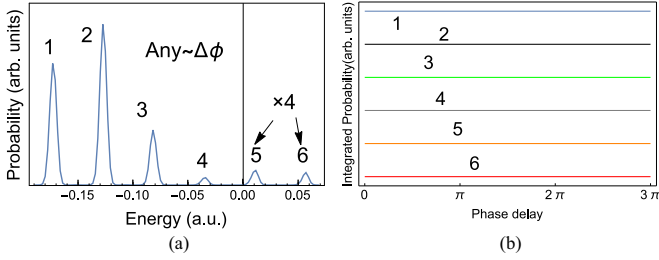 1
2
Any~Δϕ
3
×4
4
5
6
Probability (arb. units)
−0.15
−0.10
−0.05
0.00
0.05
Energy (a.u.)
(a)
1
2
3
4
5
6
Integrated Probability(arb. units)
0
π
2 π
3 π
Phase delay
(b)